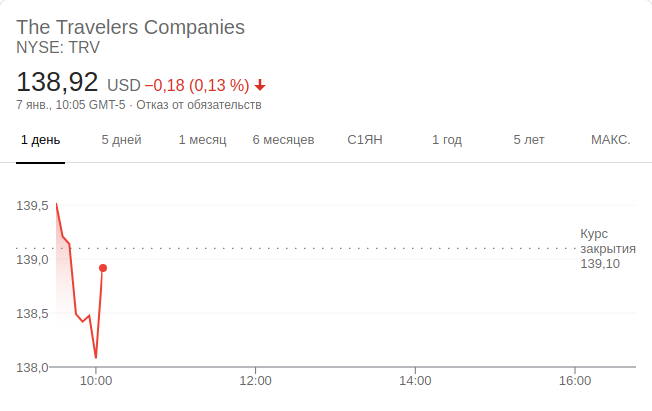 The Travelers Companies
NYSE: TRV
138,92 USD −0,18 (0,13 %)
7 янв., 10:05 GMT-5 · Отказ от обязательств
1 день 5 дней 1 месяц 6 месяцев С1ЯН 1 год 5 лет МАКС.
139,5
139,0
138,5
138,0
Курс
закрытия
139,10
10:00 12:00 14:00 16:00